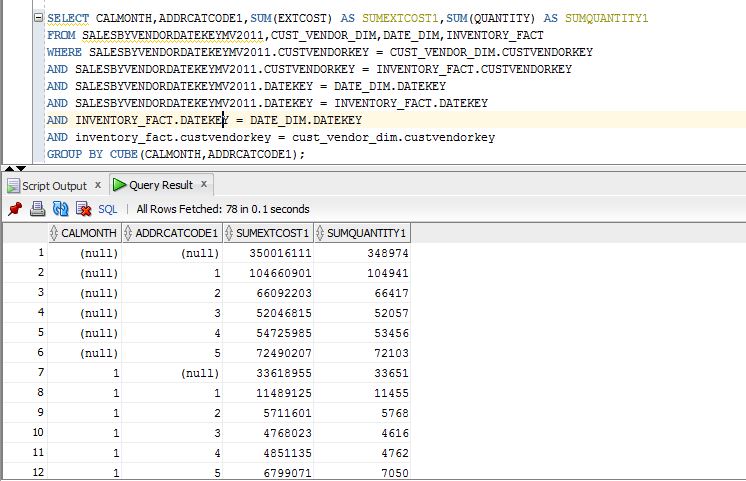 SELECT CALMONTH,ADDRCATCODE1,SUM(EXTCOST) AS SUMEXTCOST1,SUM(QUANTITY) AS SUMQUANTITY1
FROM SALESBYVENDORDATEKEYMV2011,CUST_VENDOR_DIM,DATE_DIM,INVENTORY_FACT
WHERE SALESBYVENDORDATEKEYMV2011.CUSTVENDORKEY = CUST_VENDOR_DIM.CUSTVENDORKEY
AND SALESBYVENDORDATEKEYMV2011.CUSTVENDORKEY = INVENTORY_FACT.CUSTVENDORKEY
AND SALESBYVENDORDATEKEYMV2011.DATEKEY = DATE_DIM.DATEKEY
AND SALESBYVENDORDATEKEYMV2011.DATEKEY = INVENTORY_FACT.DATEKEY
AND INVENTORY_FACT.DATEKEY = DATE_DIM.DATEKEY
AND inventory_fact.custvendorkey = cust_vendor_dim.custvendorkey
GROUP BY CUBE(CALMONTH,ADDRCATCODE1);
Script Output x Query Result x
SQL | All Rows Fetched: 78 in 0.1 seconds
CALMONTH ADDRCATCODE1 SUMEXTCOST1 SUMQUANTITY1
1 (null) (null) 350016111 348974
2 (null) 1 104660901 104941
3 (null) 2 66092203 66417
4 (null) 3 52046815 52057
5 (null) 4 54725985 53456
6 (null) 5 72490207 72103
7 1 (null) 33618955 33651
8 1 1 11489125 11455
9 1 2 5711601 5768
10 1 3 4768023 4616
11 1 4 4851135 4762
12 1 5 6799071 7050